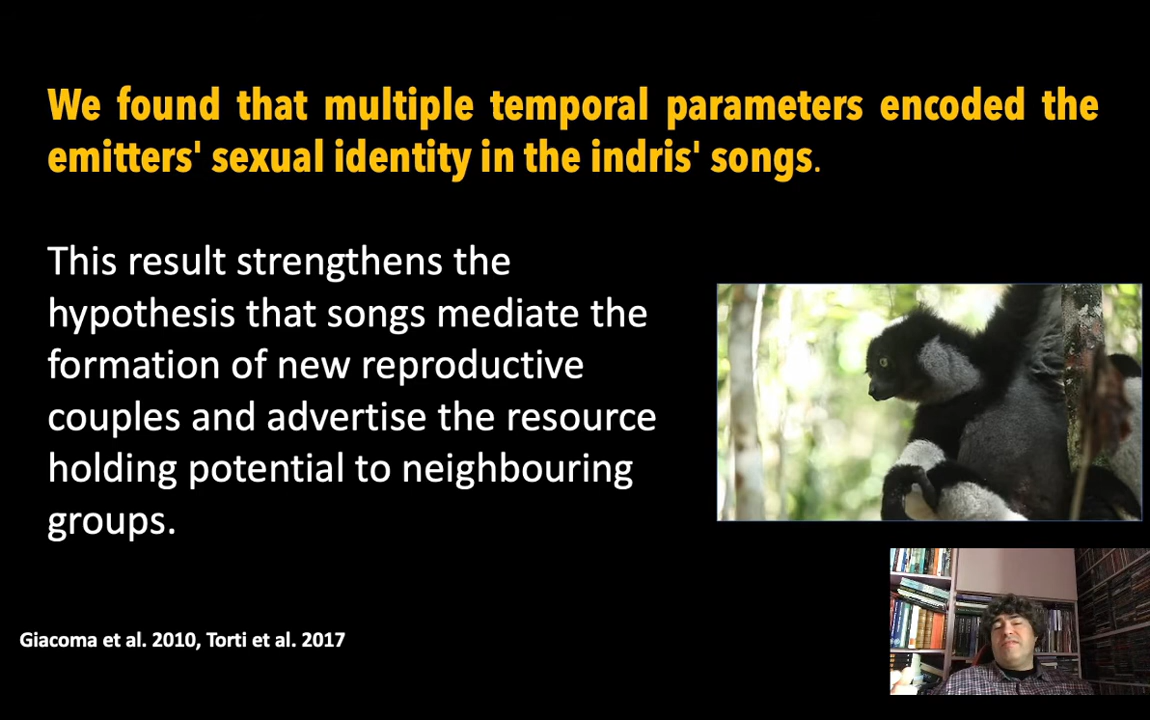 We found that multiple temporal parameters encoded the
emitters' sexual identity in the indris' songs.
This result strengthens the
hypothesis that songs mediate the
formation of new reproductive
couples and advertise the resource
holding potential to neighbouring
groups.
Giacoma et al. 2010, Torti et al. 2017